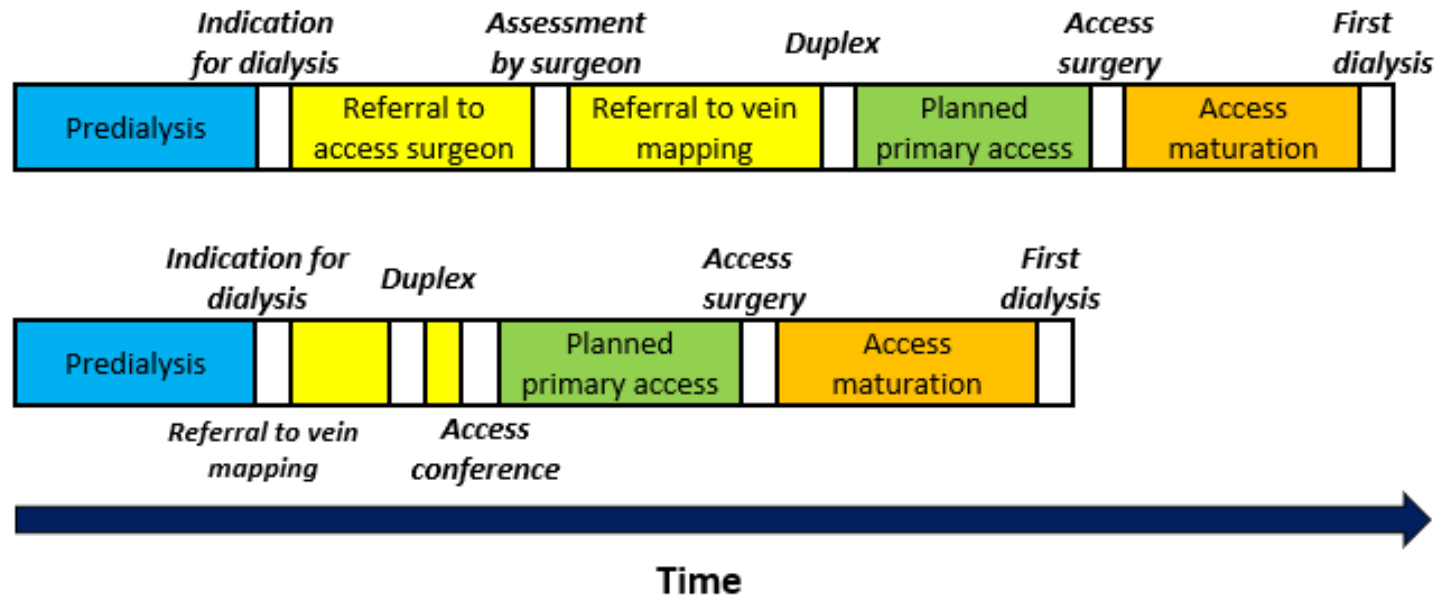 Indication
for dialysis
Assessment
by surgeon
Duplex
Access
surgery
First
dialysis
Predialysis
Referral to
access surgeon
Referral to vein
mapping
Planned
primary access
Access
maturation
Indication for
dialysis
Duplex
Access
surgery
First
dialysis
Predialysis
Planned
primary access
Access
maturation
Referral to vein
mapping
Access
conference
Time